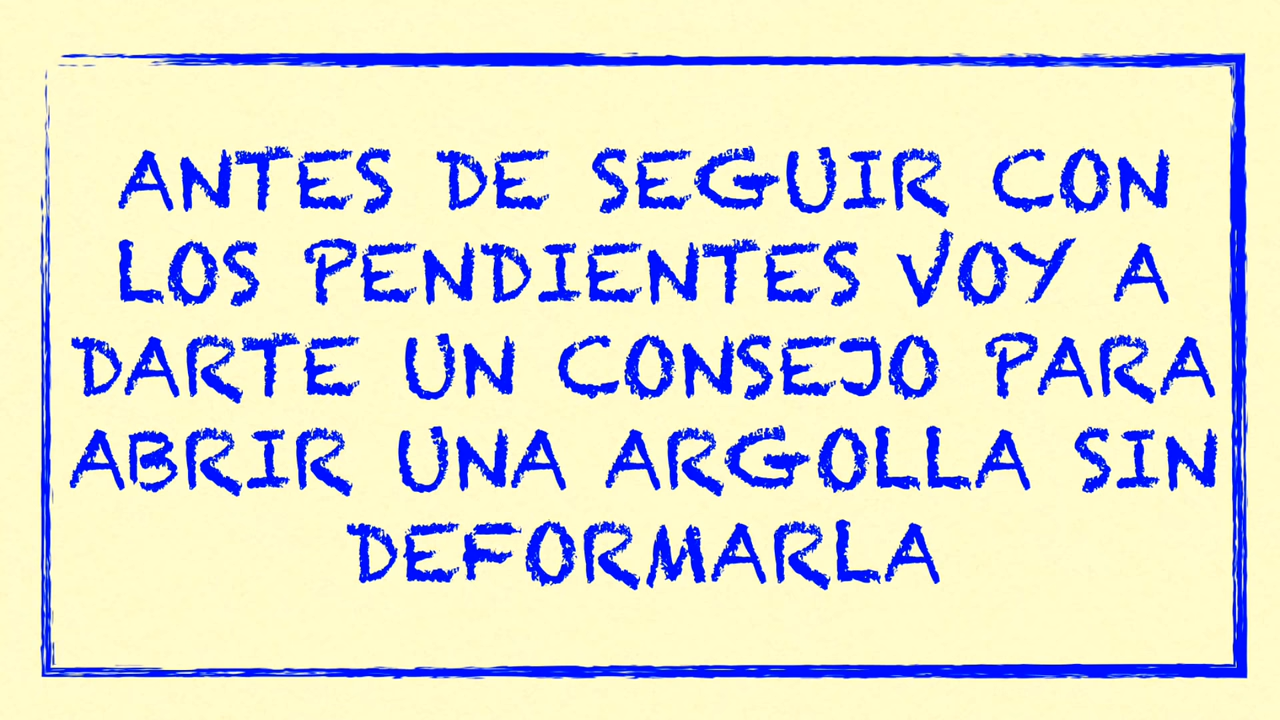 ANTES DE SEGUIR CON
LOS PENDIENTES VOY A
DARTE UN CONSEJO PARA
ABRIR UNA ARGOLLA SIN
DEFORMARLA